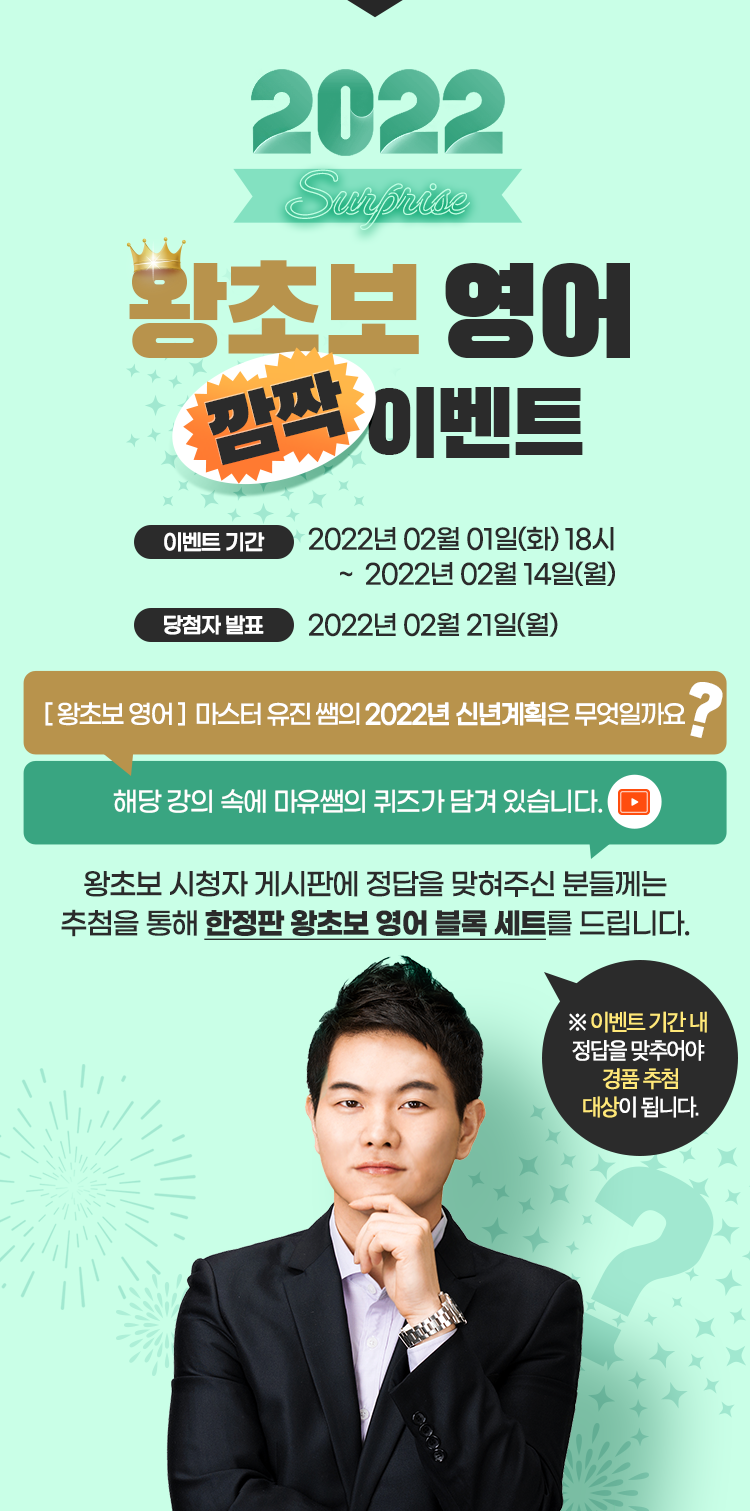 2022
Surprise
왕초보 영어
깜짝 이벤트
이벤트 기간 2022년 02월 01일(화) 18시
~ 2022년 02월 14일(월)
당첨자 발표 2022년 02월 21일(월)
[ 왕초보 영어 ] 마스터 유진 쌤의 2022년 신년계획은 무엇일까요?
해당 강의 속에 마유쌤의 퀴즈가 담겨 있습니다.
왕초보 시청자 게시판에 정답을 맞혀주신 분들께는
추첨을 통해 한정판 왕초보 영어 블록 세트를 드립니다.
※ 이벤트 기간 내
정답을 맞추어야
경품 추첨
대상이 됩니다.
?